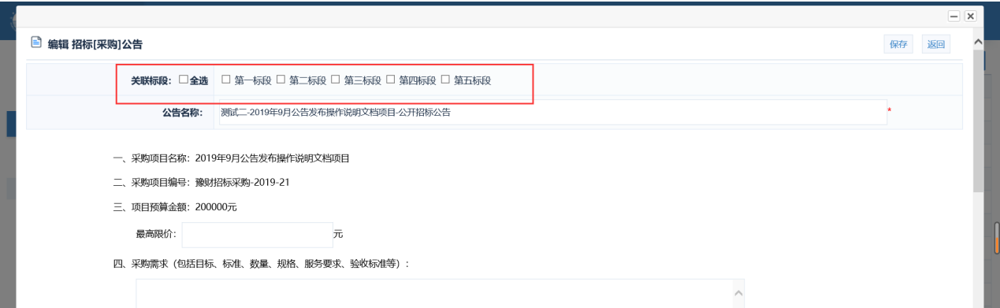 编辑 招标[采购]公告
保存 返回
关联标段： 全选 第一标段 第二标段 第三标段 第四标段 第五标段
公告名称： 测试二-2019年9月公告发布操作说明文档项目-公开招标公告 *
一、采购项目名称：2019年9月公告发布操作说明文档项目
二、采购项目编号：豫财招标采购-2019-21
三、项目预算金额：200000元
最高限价： 元
四、采购需求（包括目标、标准、数量、规格、服务要求、验收标准等）：